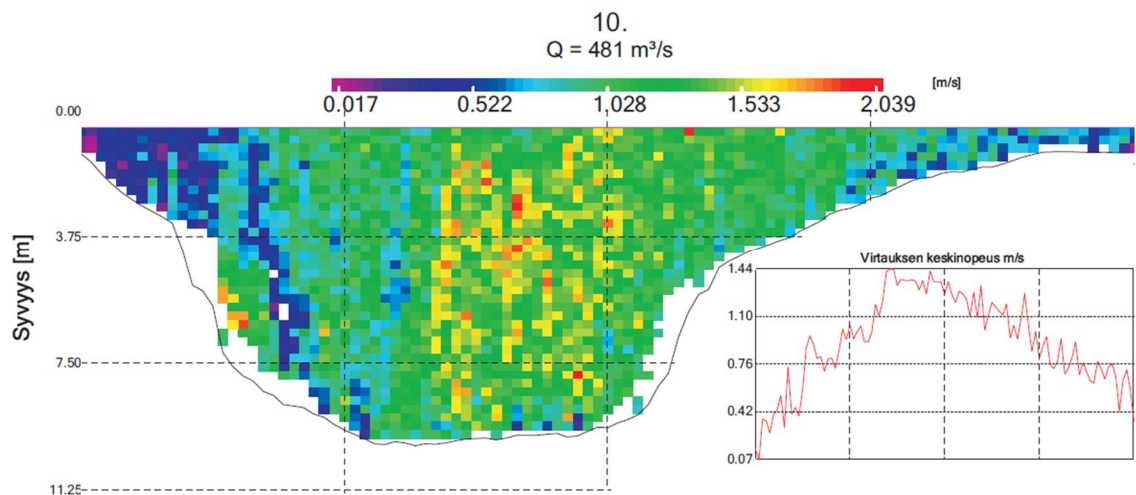 10.
Q = 481 m³/s
[m/s]
0.017 0.522 1.028 1.533 2.039
0.00
3.75
7.50
11.25
Syvyys [m]
Virtauksen keskinopeus m/s
1.44
1.10
0.76
0.42
0.07